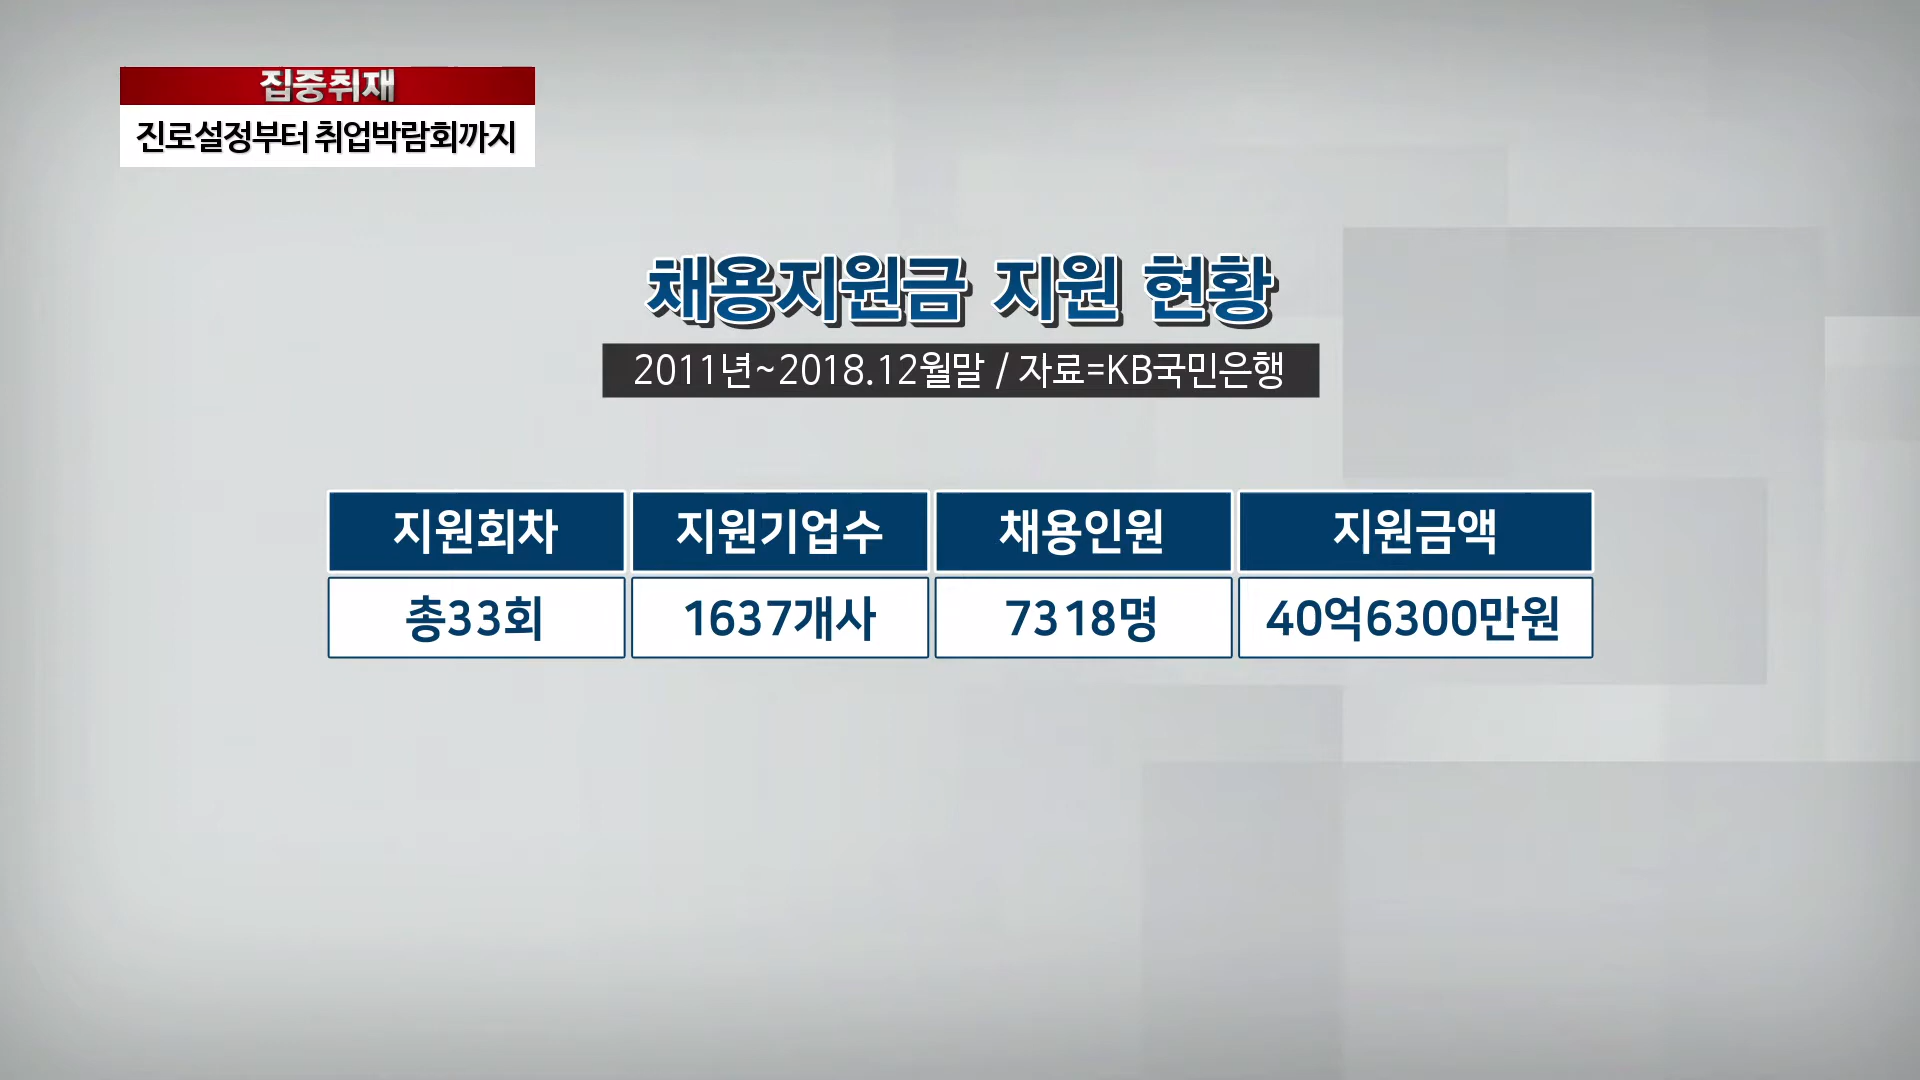 집중취재
진로설정부터 취업박람회까지
채용지원금 지원 현황
2011년~2018.12월말 / 자료=KB국민은행
지원회차 지원기업수 채용인원 지원금액
총33회 1637개사 7318명 40억6300만원